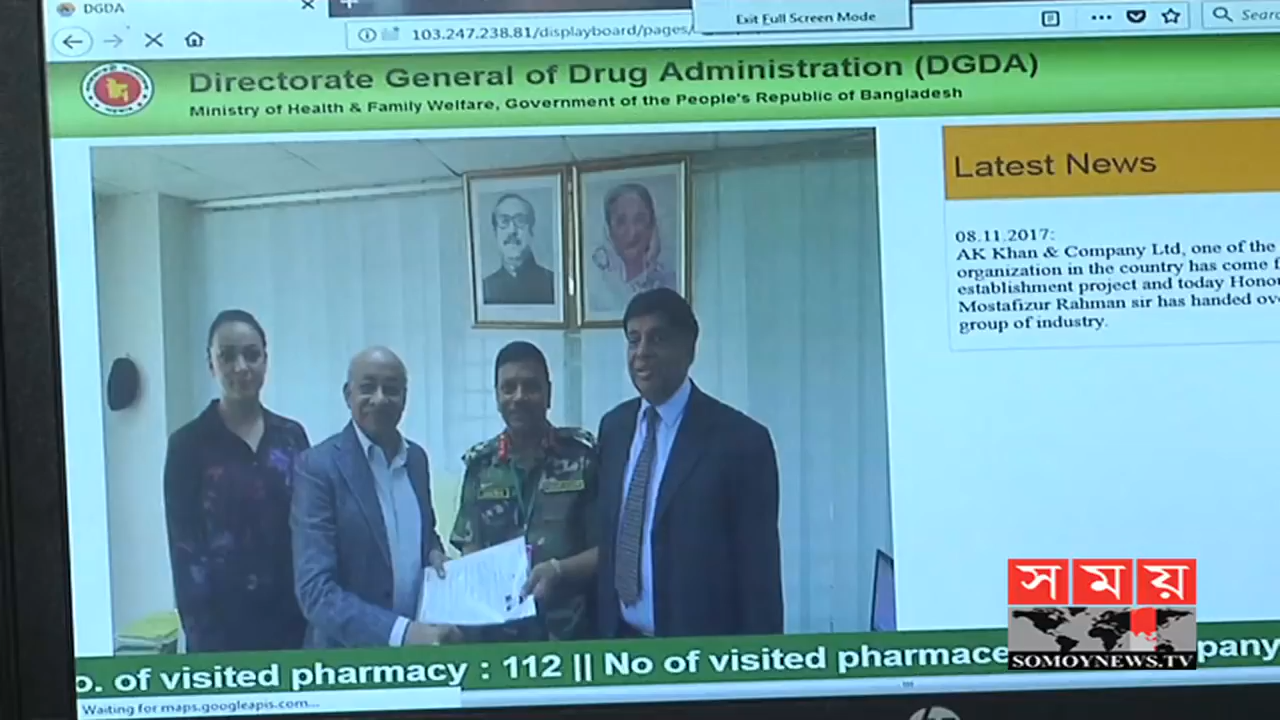 DGDA
Exit Full Screen Mode
103.247.238.81/displayboard/pages/
Directorate General of Drug Administration (DGDA)
Ministry of Health & Family Welfare, Government of the People's Republic of Bangladesh
Latest News
08.11.2017:
AK Khan & Company Ltd, one of the
organization in the country has come
establishment project and today
Mostafizur Rahman sir has handed
group of industry.
সময়
SOMOYNEWS.TV
o. of visited pharmacy : 112 || No of visited pharmace
pany
Waiting for maps.googleapis.com...
hp